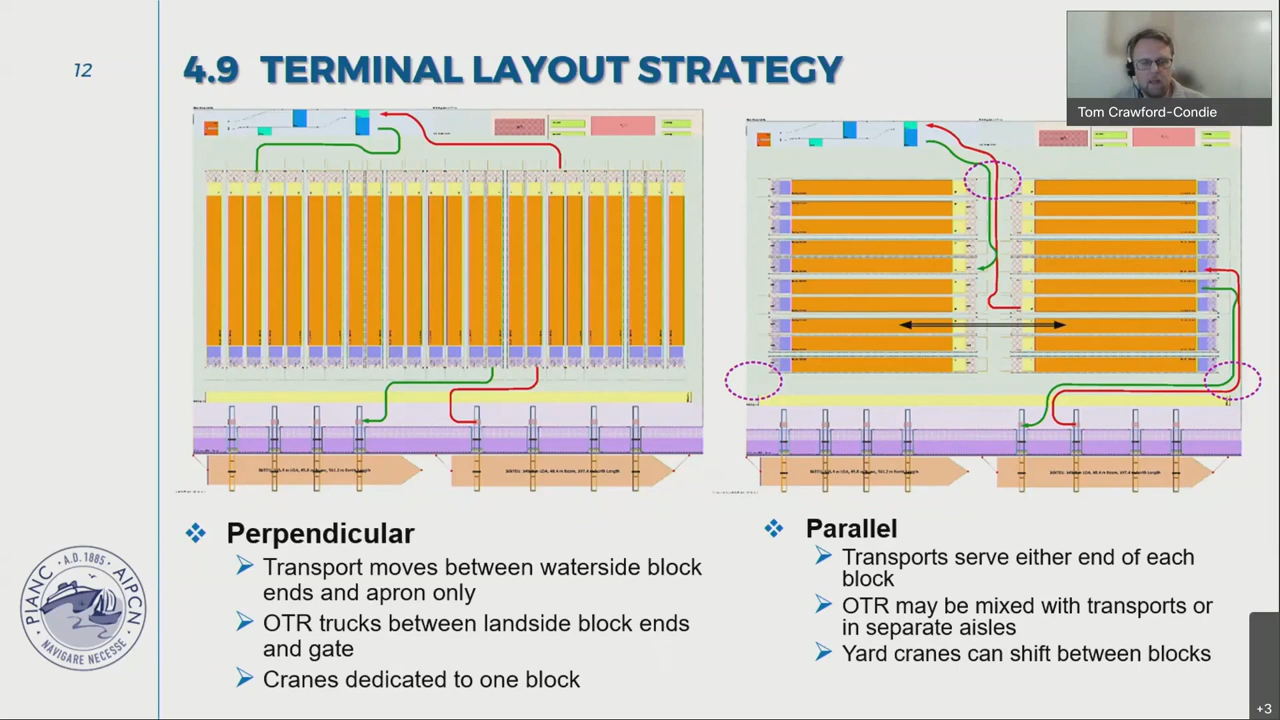 12
4.9 TERMINAL LAYOUT STRATEGY
Tom Crawford-Condie
Perpendicular
Transport moves between waterside block
ends and apron only
OTR trucks between landside block ends
and gate
Cranes dedicated to one block
Parallel
Transports serve either end of each
block
OTR may be mixed with transports or
in separate aisles
Yard cranes can shift between blocks
PIANC · A.D. 1885 · AIPCN
NAVIGARE NECESSE
+3